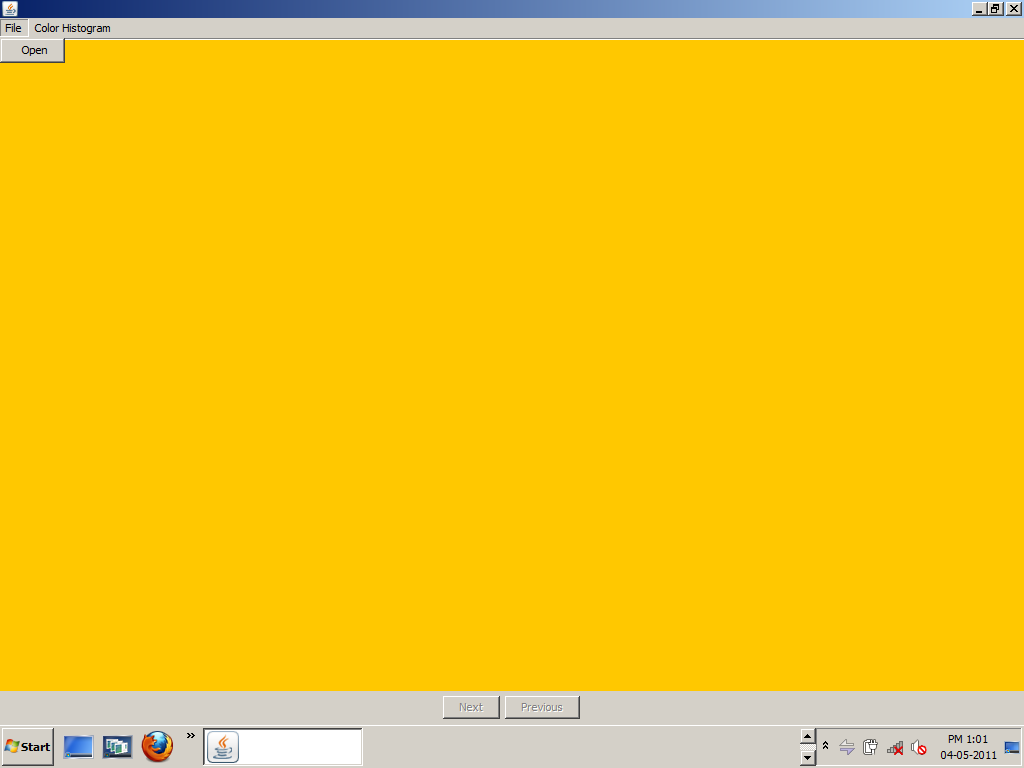 File Color Histogram
Open
Next Previous
Start
»
PM 1:01
04-05-2011